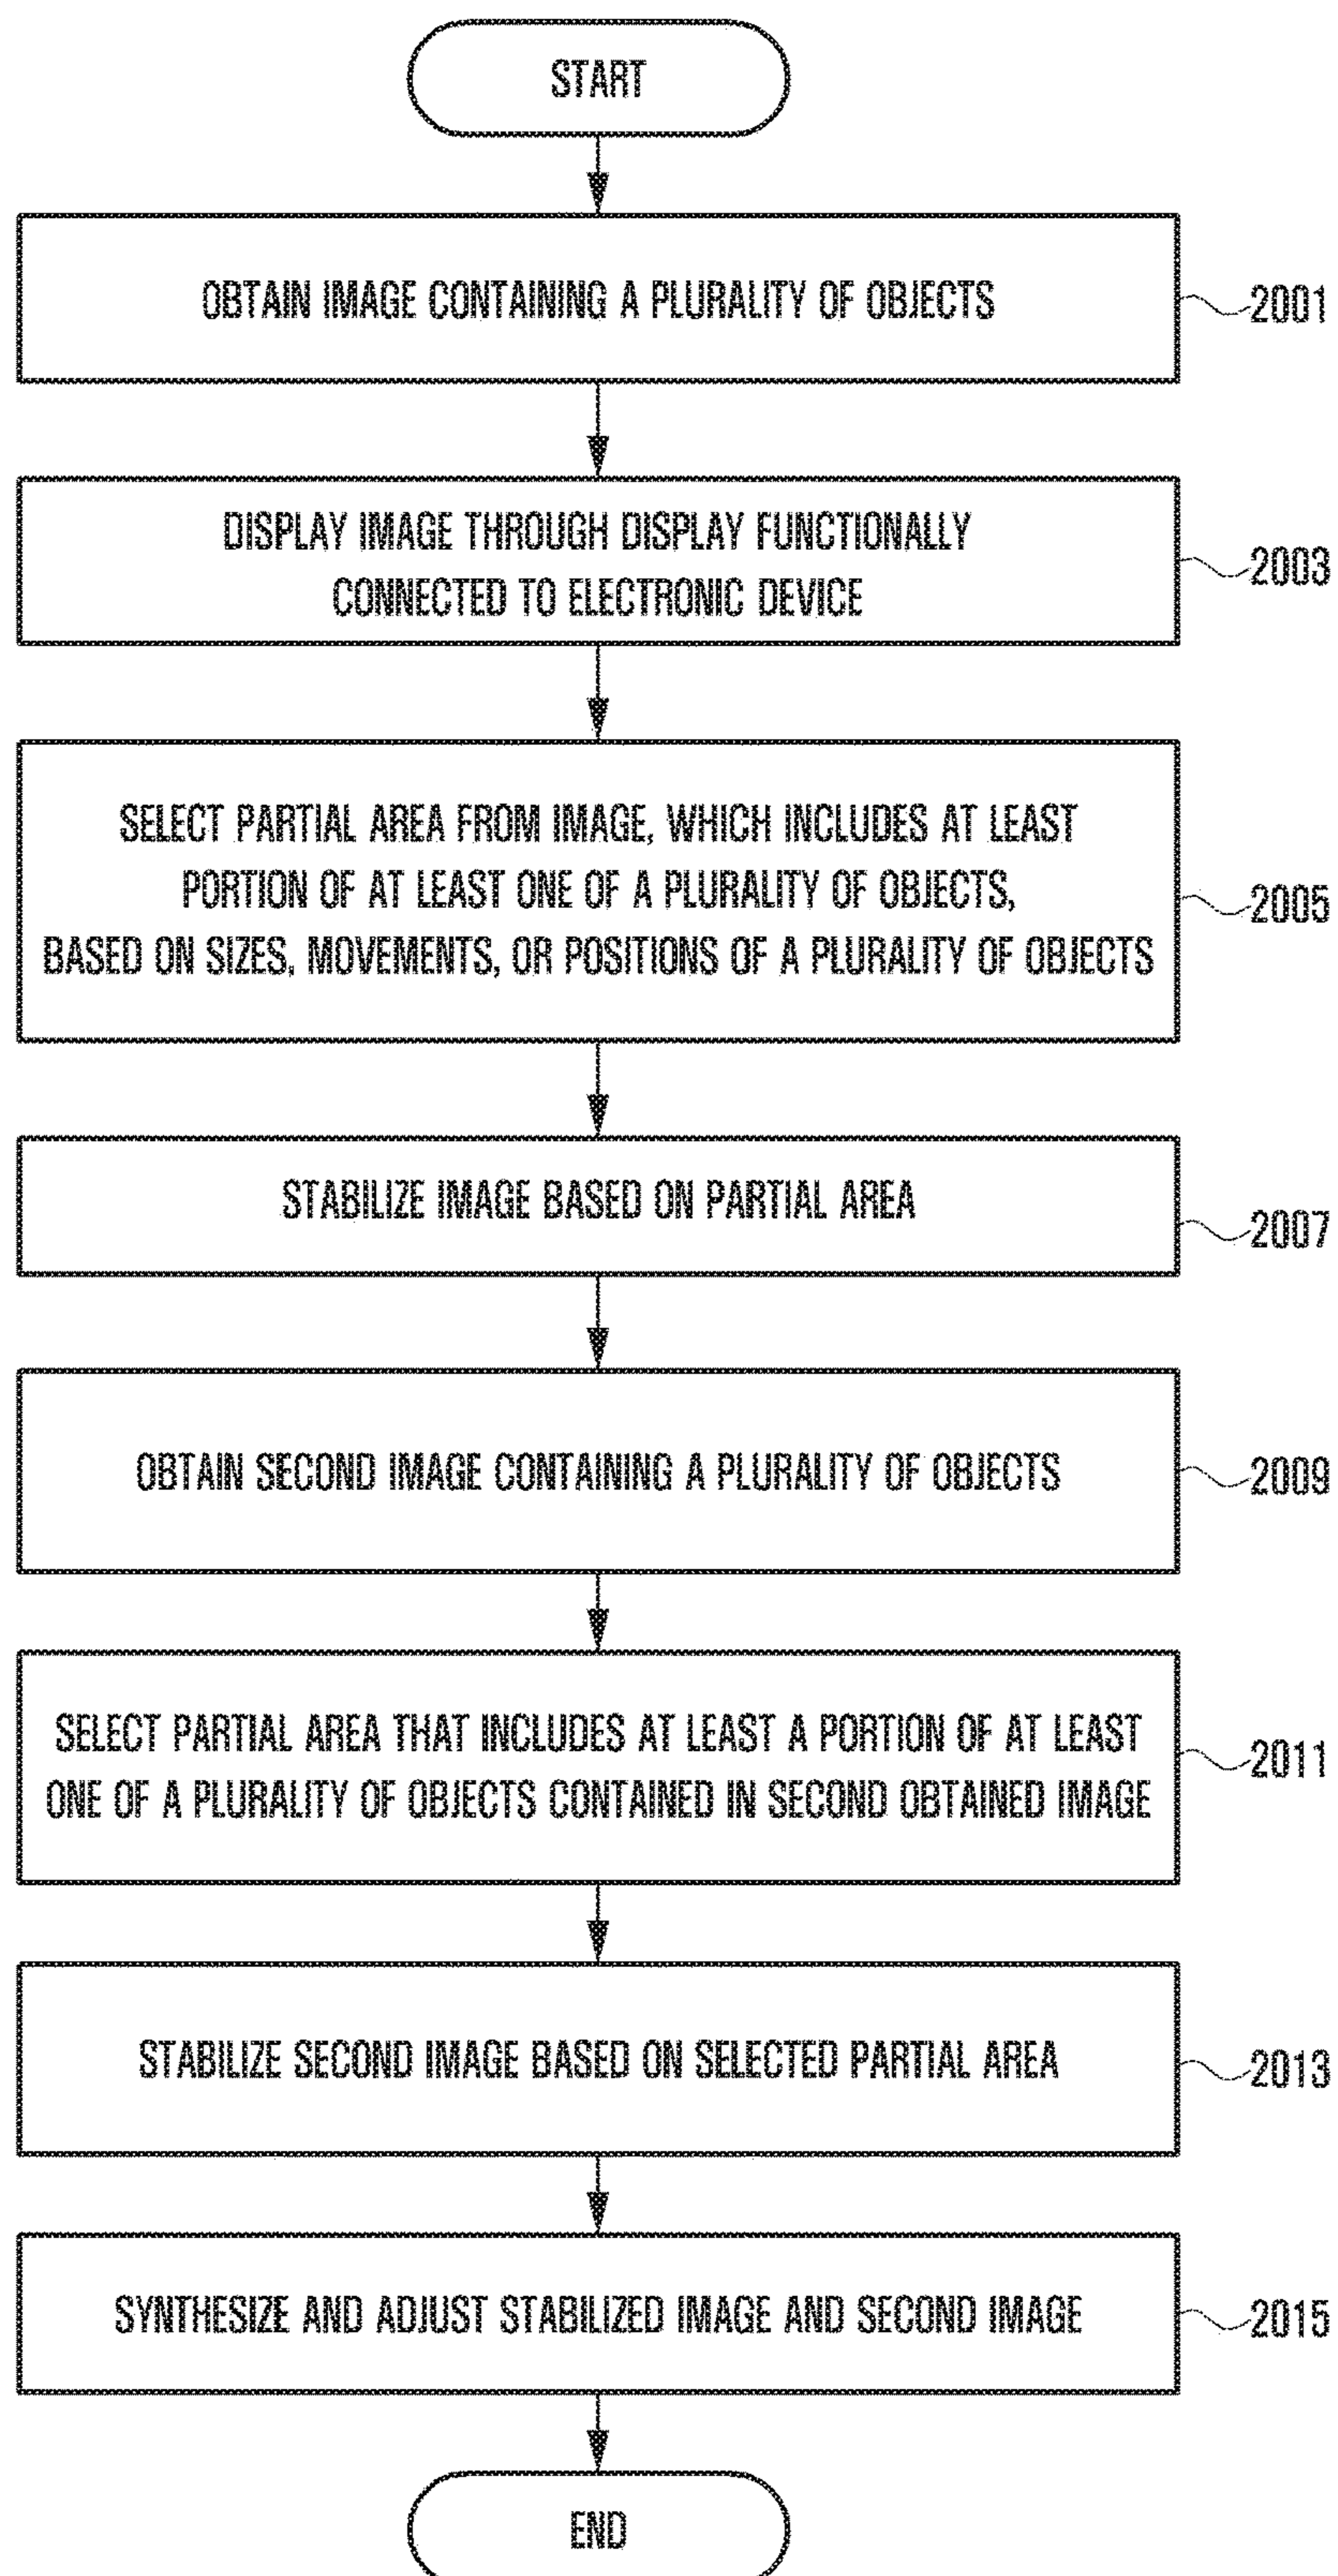 START
OBTAIN IMAGE CONTAINING A PLURALITY OF OBJECTS
2001
DISPLAY IMAGE THROUGH DISPLAY FUNCTIONALLY
CONNECTED TO ELECTRONIC DEVICE
2003
SELECT PARTIAL AREA FROM IMAGE, WHICH INCLUDES AT LEAST
PORTION OF AT LEAST ONE OF A PLURALITY OF OBJECTS,
BASED ON SIZES, MOVEMENTS, OR POSITIONS OF A PLURALITY OF OBJECTS
2005
STABILIZE IMAGE BASED ON PARTIAL AREA
2007
OBTAIN SECOND IMAGE CONTAINING A PLURALITY OF OBJECTS
2009
SELECT PARTIAL AREA THAT INCLUDES AT LEAST A PORTION OF AT LEAST
ONE OF A PLURALITY OF OBJECTS CONTAINED IN SECOND OBTAINED IMAGE
2011
STABILIZE SECOND IMAGE BASED ON SELECTED PARTIAL AREA
2013
SYNTHESIZE AND ADJUST STABILIZED IMAGE AND SECOND IMAGE
2015
END